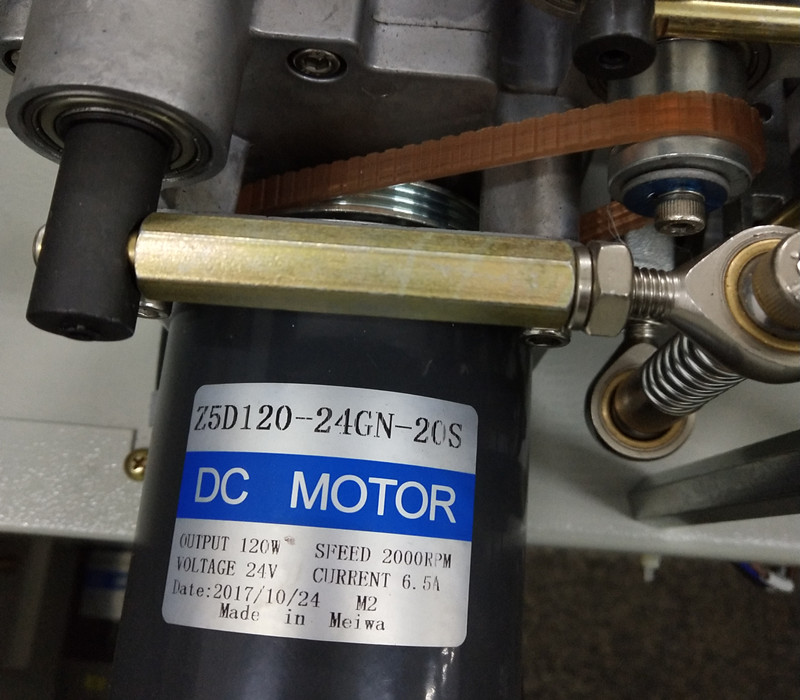 Z5D120-24GN-20S
DC MOTOR
OUTPUT 120W SPEED 2000RPM
VOLTAGE 24V CURRENT 6.5A
Date:2017/10/24 M2
Made in Meiwa